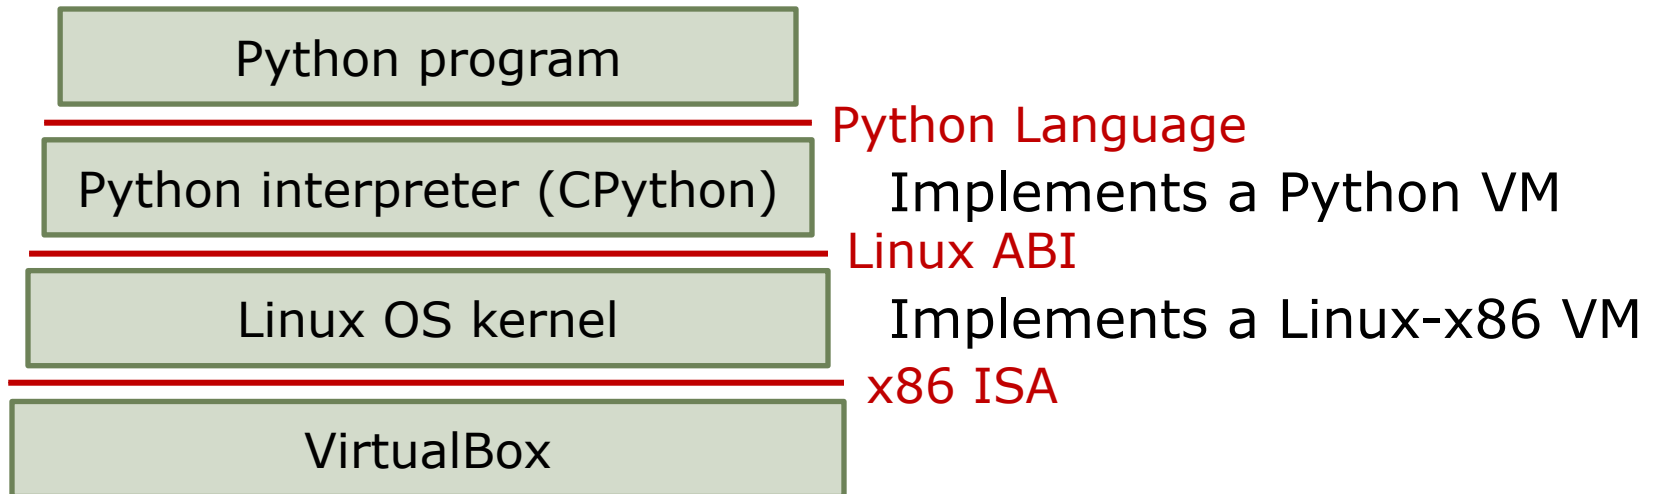 Python program
Python Language
Python interpreter (CPython)
Implements a Python VM
Linux ABI
Linux OS kernel
Implements a Linux-x86 VM
x86 ISA
VirtualBox